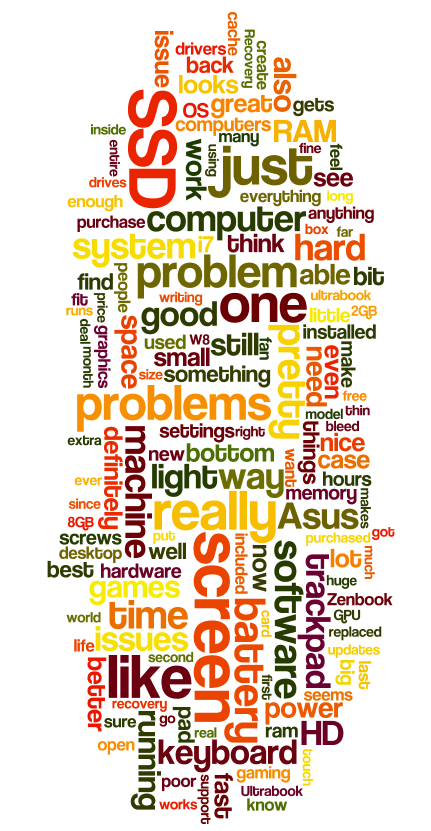 cache
Recovery
create
issue
drivers
back
also
looks
SSD
OS
great
gets
computers
RAM
inside
many
fine
entire
work
using
just
feel
see
drives
everything
long
enough
purchase
computer
anything
box
far
system
i7
think
hard
find
people
problem
able
bit
fit
writing
ultrabook
runs
price
good
one
little
2GB
deal
month
graphics
space
used
W8
still
fan
installed
small
pretty
need
even
make
size
something
free
problems
model
thin
settings
right
things
bleed
extra
definitely
machine
new
bottom
nice
want
case
light
way
hours
ever
memory
makes
since
really
Asus
8GB
put
got
screws
screen
included
purchased
desktop
well
now
software
lot
much
best
hardware
trackpad
huge
games
battery
Zenbook
world
time
card
GPU
issues
replaced
life
second
updates
better
like
big
last
first
seems
recovery
pad
power
sure
go
running
real
ram
HD
open
keyboard
touch
poor
fast
gaming
support
Ultrabook
works
know